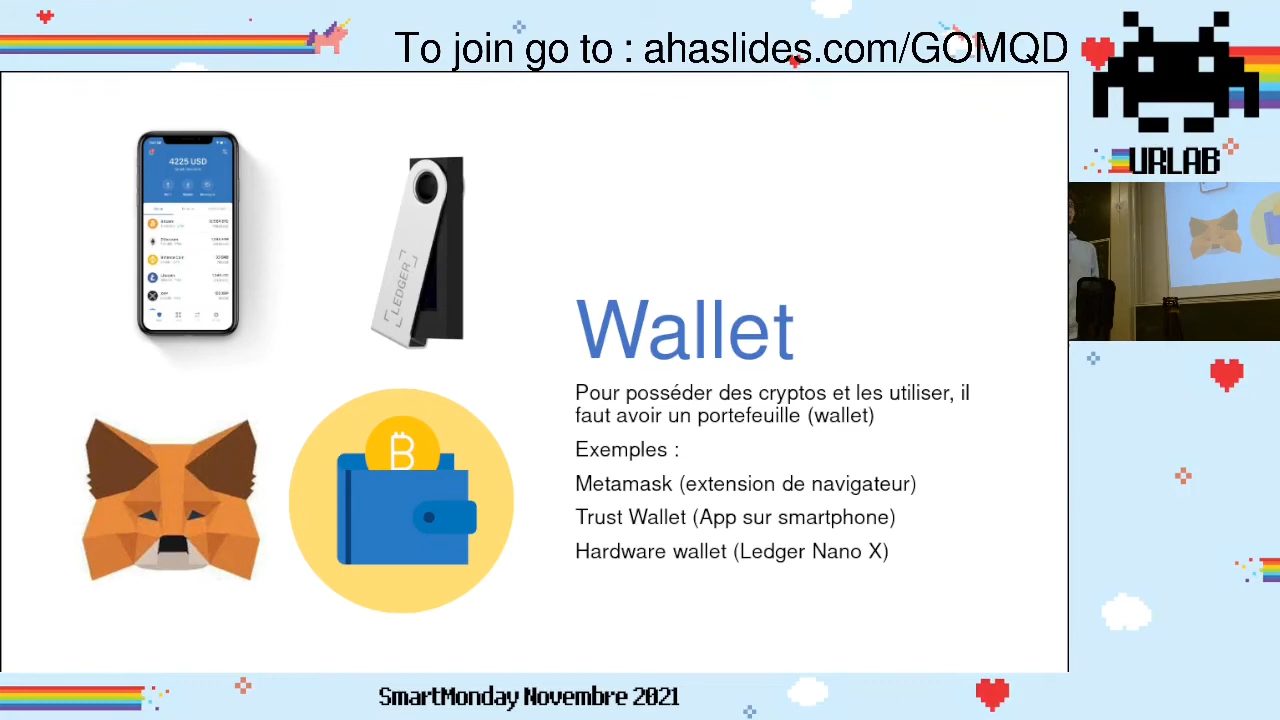 To join go to : ahaslides.com/GOMQD
URLAB
4225 USD
LEDGER
Wallet
Pour posséder des cryptos et les utiliser, il
faut avoir un portefeuille (wallet)
Exemples :
Metamask (extension de navigateur)
Trust Wallet (App sur smartphone)
Hardware wallet (Ledger Nano X)
SmartMonday Novembre 2021